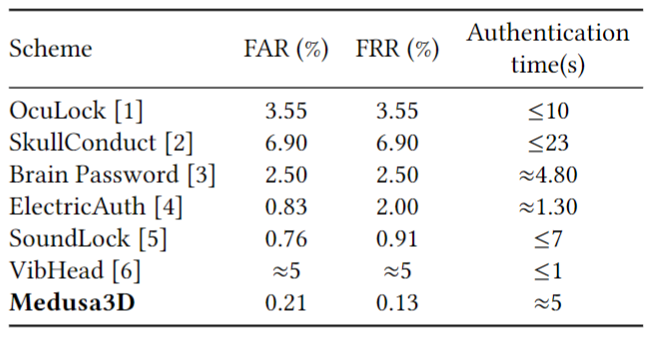 Scheme FAR (%) FRR (%) Authentication time(s)
OcuLock [1] 3.55 3.55 ≤10
SkullConduct [2] 6.90 6.90 ≤23
Brain Password [3] 2.50 2.50 ≈4.80
ElectricAuth [4] 0.83 2.00 ≈1.30
SoundLock [5] 0.76 0.91 ≤7
VibHead [6] ≈5 ≈5 ≤1
Medusa3D 0.21 0.13 ≈5